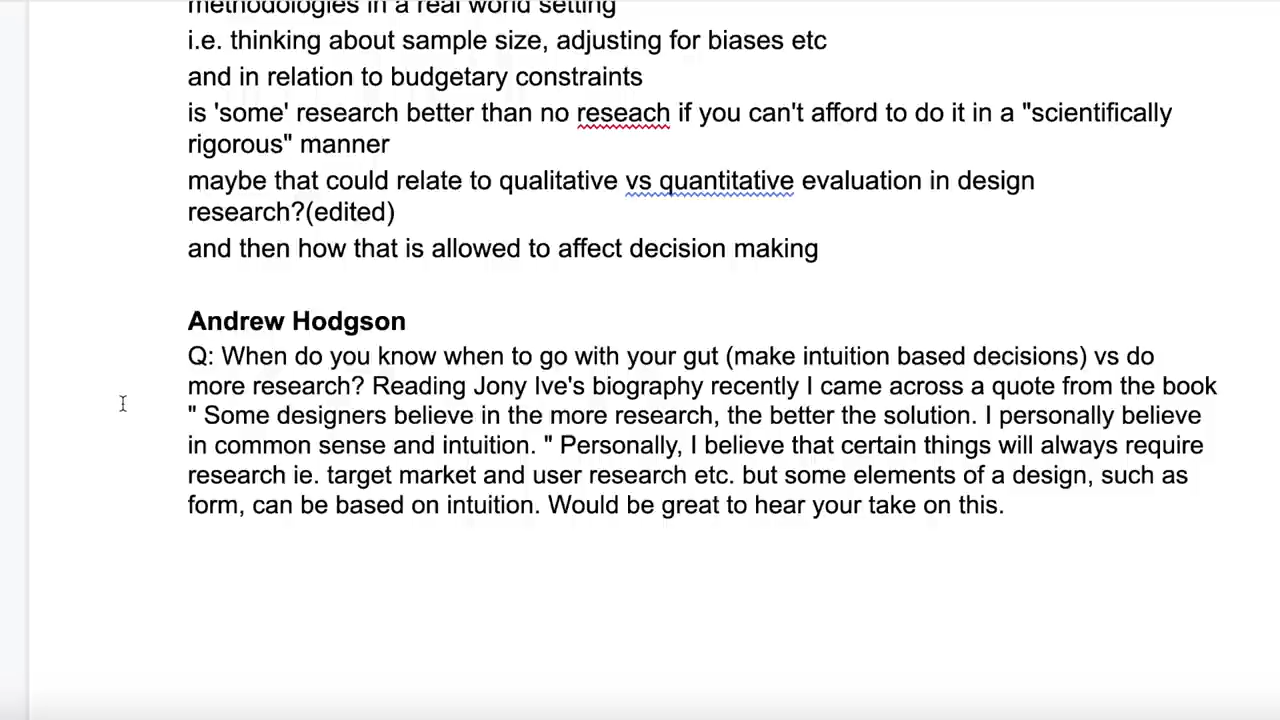 methodologies in a real world setting
i.e. thinking about sample size, adjusting for biases etc
and in relation to budgetary constraints
is 'some' research better than no reseach if you can't afford to do it in a "scientifically
rigorous" manner
maybe that could relate to qualitative vs quantitative evaluation in design
research?(edited)
and then how that is allowed to affect decision making
Andrew Hodgson
Q: When do you know when to go with your gut (make intuition based decisions) vs do
more research? Reading Jony Ive's biography recently I came across a quote from the book
" Some designers believe in the more research, the better the solution. I personally believe
in common sense and intuition. " Personally, I believe that certain things will always require
research ie. target market and user research etc. but some elements of a design, such as
form, can be based on intuition. Would be great to hear your take on this.